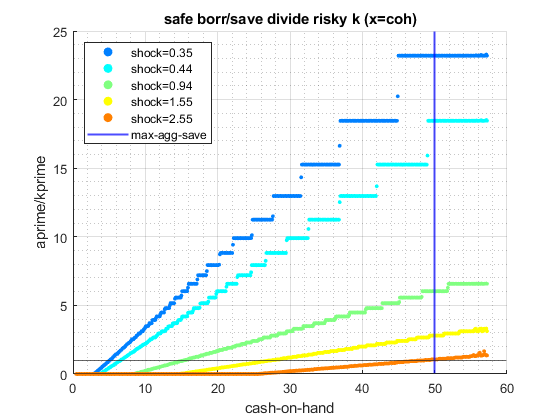 safe borr/save divide risky k (x=coh)
25
20
15
10
5
0
aprime/kprime
shock=0.35
shock=0.44
shock=0.94
shock=1.55
shock=2.55
max-agg-save
0 10 20 30 40 50 60
cash-on-hand